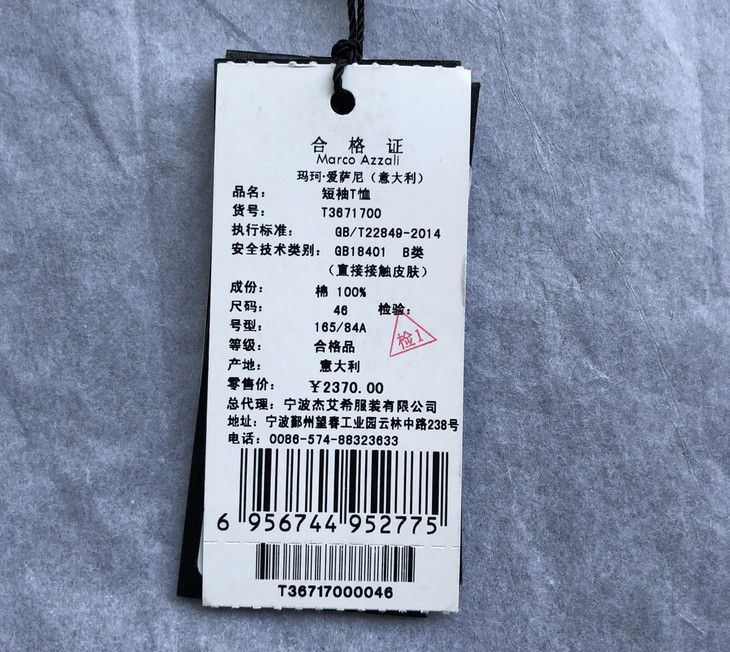 合格证
Marco Azzali
玛珂·爱萨尼（意大利）
品名： 短袖T恤
货号： T3671700
执行标准： GB/T22849-2014
安全技术类别： GB18401 B类
（直接接触皮肤）
成份： 棉 100%
尺码： 46 检验：
号型： 165/84A
检1
等级： 合格品
产地： 意大利
零售价： ￥2370.00
总代理：宁波杰艾希服装有限公司
地址：宁波鄞州望春工业园云林中路238号
电话：0086-574-88323633
6 956744 952775
T36717000046